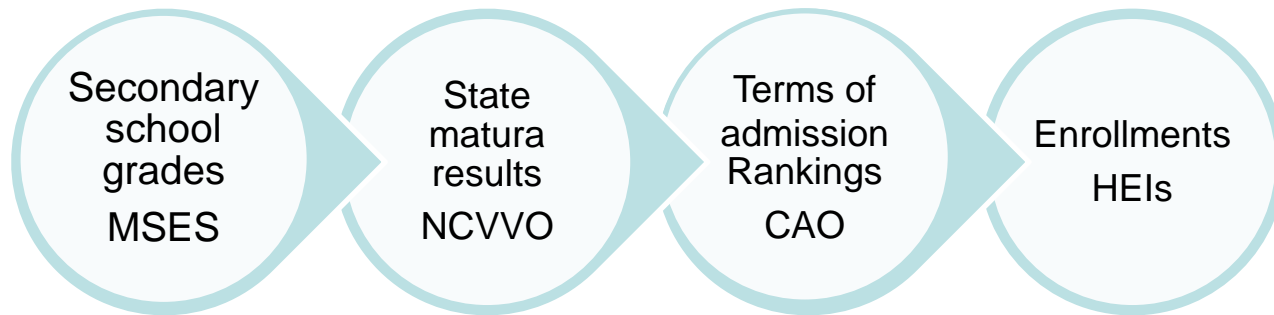 Secondary
school
grades
MSES
State
matura
results
NCVVO
Terms of
admission
Rankings
CAO
Enrollments
HEIs